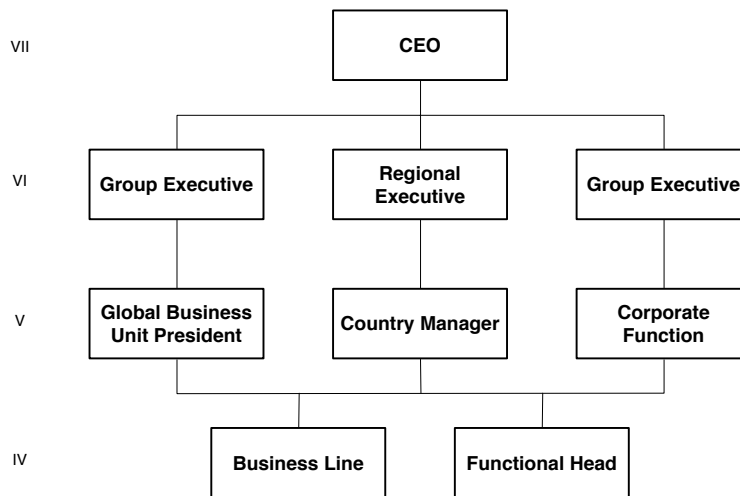 VII
CEO
VI
Group Executive
Regional
Executive
Group Executive
V
Global Business
Unit President
Country Manager
Corporate
Function
IV
Business Line
Functional Head